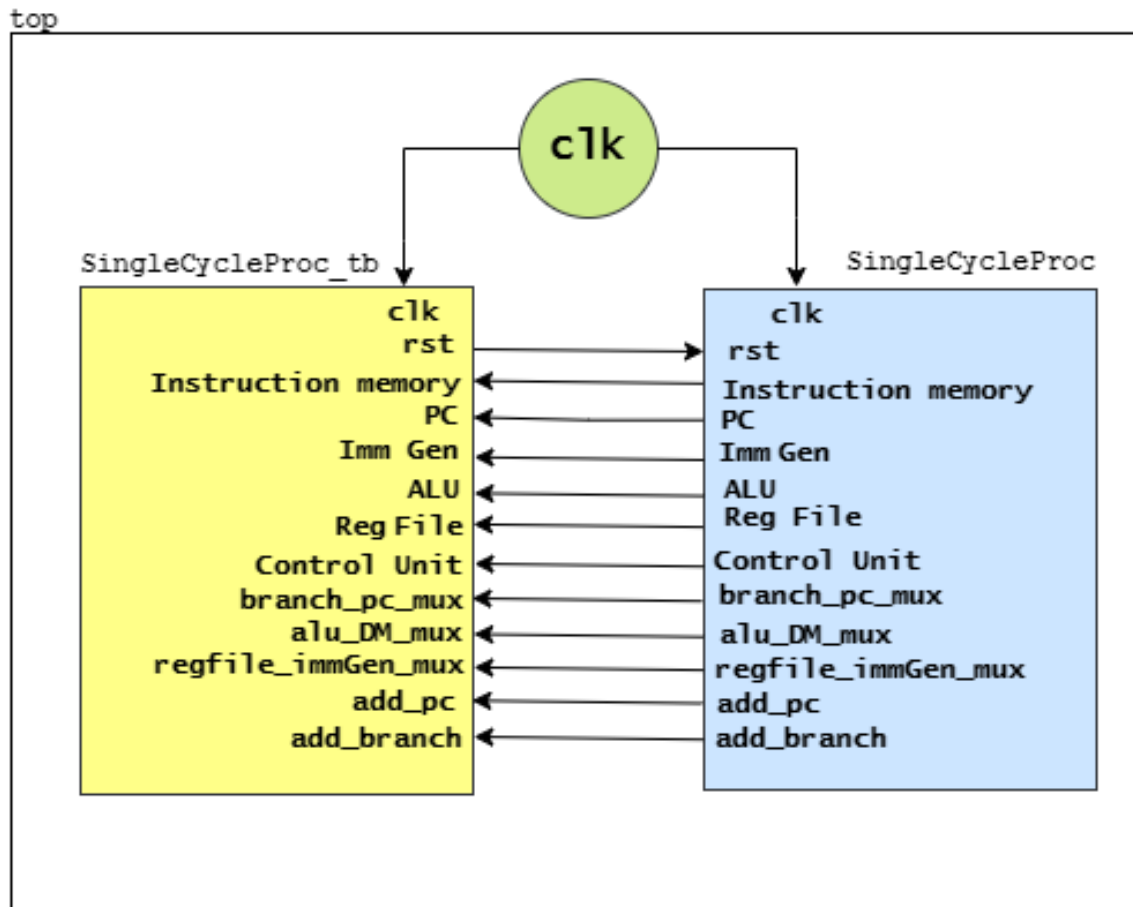 top
clk
SingleCycleProc_tb
SingleCycleProc
clk
rst
Instruction memory
PC
Imm Gen
ALU
Reg File
Control Unit
branch_pc_mux
alu_DM_mux
regfile_immGen_mux
add_pc
add_branch
clk
rst
Instruction memory
PC
Imm Gen
ALU
Reg File
Control Unit
branch_pc_mux
alu_DM_mux
regfile_immGen_mux
add_pc
add_branch